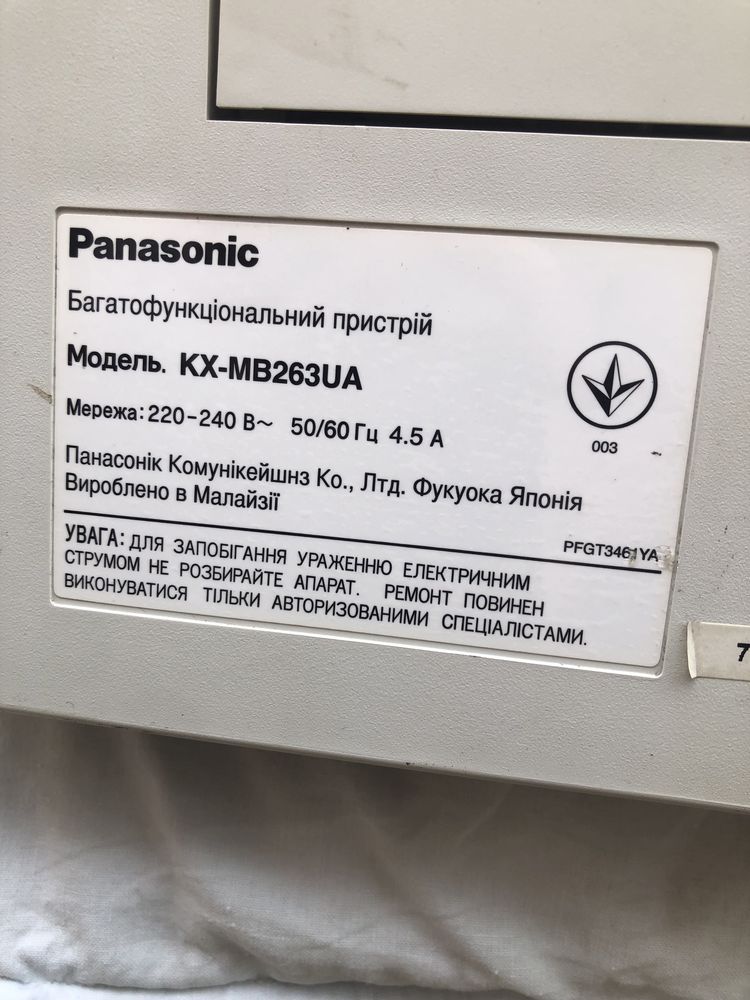 Panasonic
Багатофункціональний пристрій
Модель. KX-MB263UA
Мережа: 220-240 В~ 50/60 Гц 4.5 А
003
Панасонік Комунікейшнз Ко., Лтд. Фукуока Японія
Вироблено в Малайзії
PFGT3461YA
УВАГА: ДЛЯ ЗАПОБІГАННЯ УРАЖЕННЮ ЕЛЕКТРИЧНИМ
СТРУМОМ НЕ РОЗБИРАЙТЕ АПАРАТ. РЕМОНТ ПОВИНЕН
ВИКОНУВАТИСЯ ТІЛЬКИ АВТОРИЗОВАНИМИ СПЕЦІАЛІСТАМИ.
7